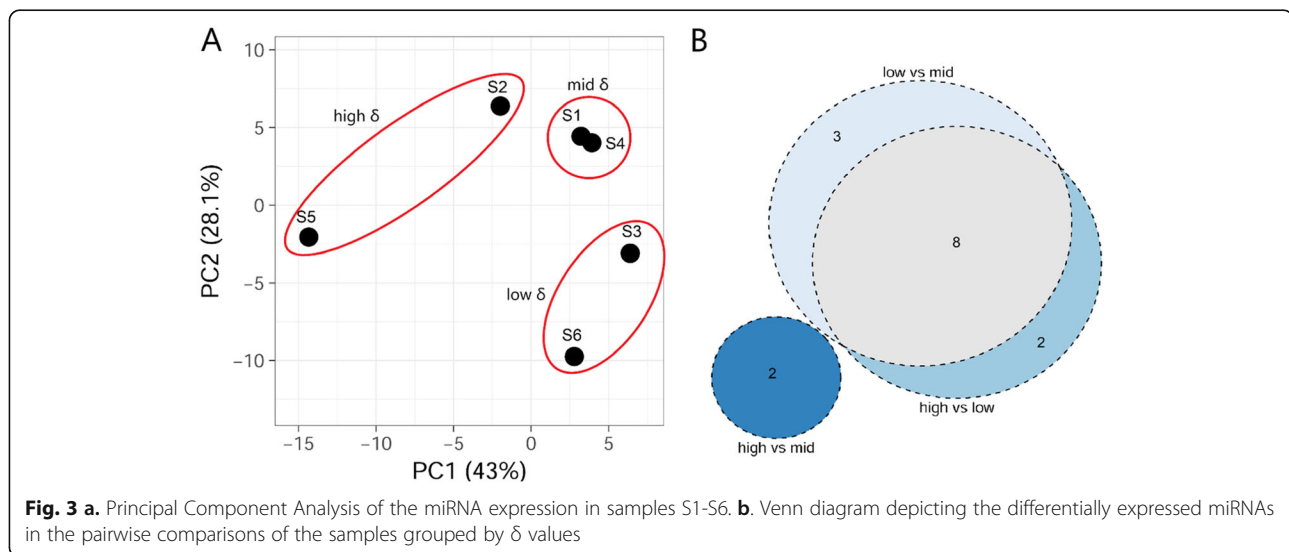 A
10
5
0
−5
−10
−15
−10
−5
0
5
PC2 (28.1%)
PC1 (43%)
high δ
S2
S5
mid δ
S1
S4
low δ
S3
S6
B
low vs mid
3
8
2
high vs low
2
high vs mid
Fig. 3 a. Principal Component Analysis of the miRNA expression in samples S1-S6. b. Venn diagram depicting the differentially expressed miRNAs
in the pairwise comparisons of the samples grouped by δ values